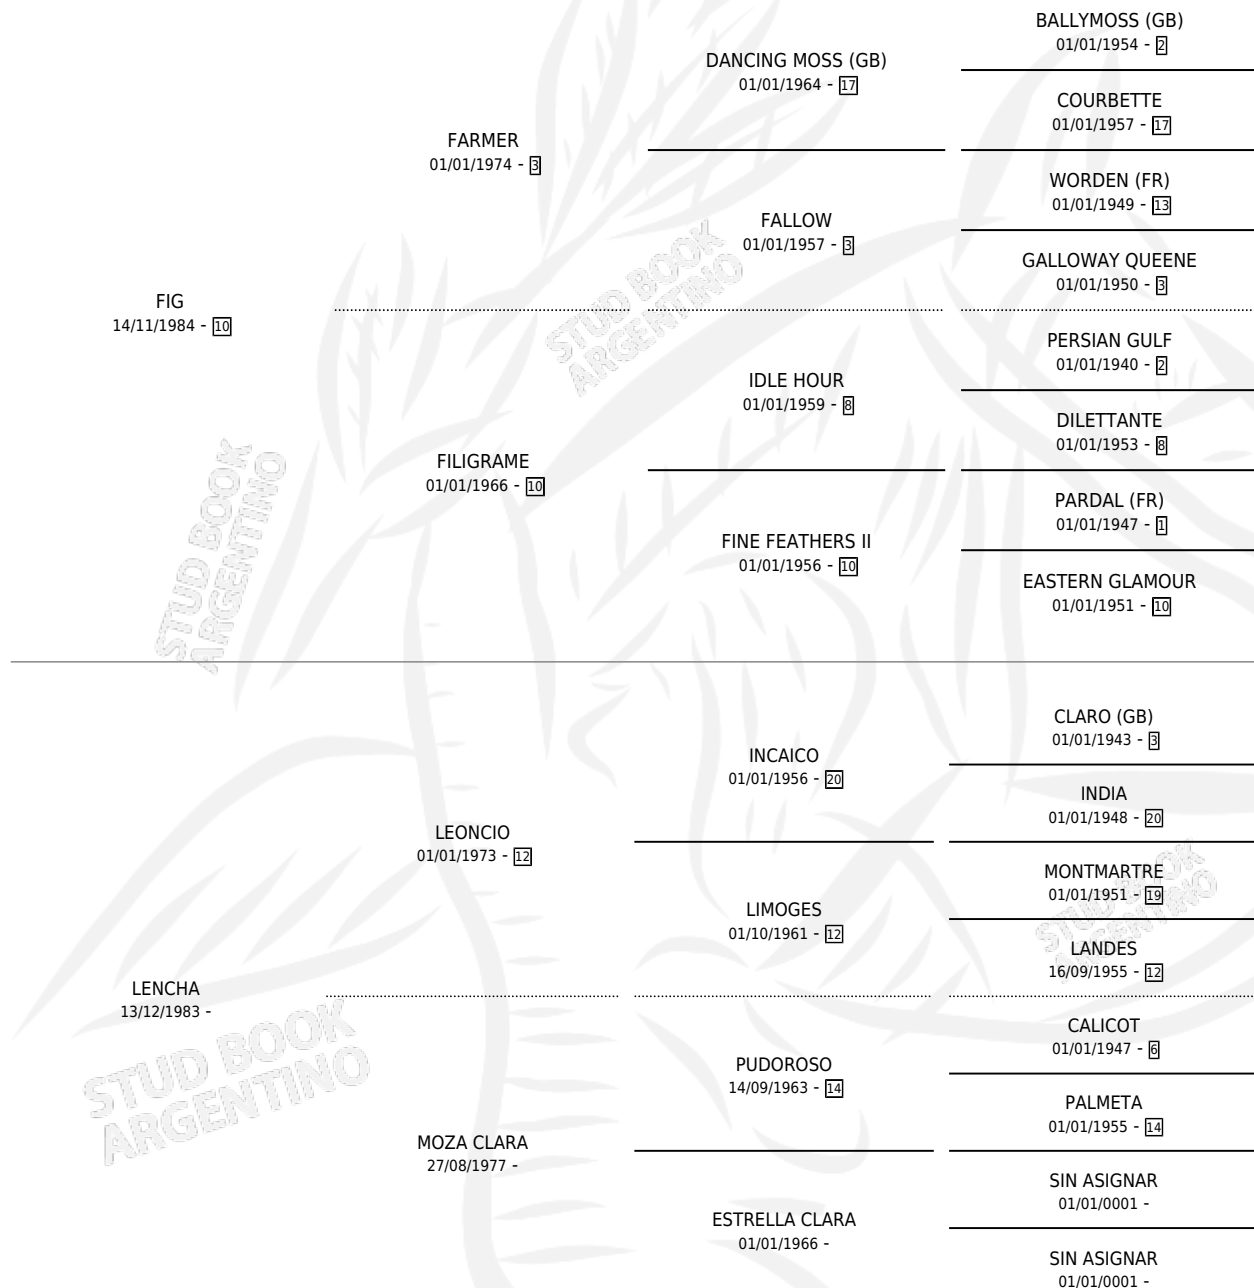 BALLYMOSS (GB)
01/01/1954 - 2
DANCING MOSS (GB)
01/01/1964 - 17
COURBETTE
01/01/1957 - 17
FARMER
01/01/1974 - 3
WORDEN (FR)
01/01/1949 - 13
FALLOW
01/01/1957 - 3
GALLOWAY QUEENE
01/01/1950 - 3
FIG
14/11/1984 - 10
PERSIAN GULF
01/01/1940 - 2
IDLE HOUR
01/01/1959 - 8
DILETTANTE
01/01/1953 - 8
FILIGRAME
01/01/1966 - 10
PARDAL (FR)
01/01/1947 - 1
FINE FEATHERS II
01/01/1956 - 10
EASTERN GLAMOUR
01/01/1951 - 10
CLARO (GB)
01/01/1943 - 3
INCAICO
01/01/1956 - 20
INDIA
01/01/1948 - 20
LEONCIO
01/01/1973 - 12
MONTMARTRE
01/01/1951 - 19
LIMOGES
01/10/1961 - 12
LANDES
16/09/1955 - 12
LENCHA
13/12/1983 -
CALICOT
01/01/1947 - 6
PUDOROSO
14/09/1963 - 14
PALMETA
01/01/1955 - 14
MOZA CLARA
27/08/1977 -
SIN ASIGNAR
01/01/0001 -
ESTRELLA CLARA
01/01/1966 -
SIN ASIGNAR
01/01/0001 -
STUD BOOK
ARGENTINO
STUD BOOK
ARGENTINO
STUD BOOK
ARGENTINO
STUD BOOK
ARGENTINO